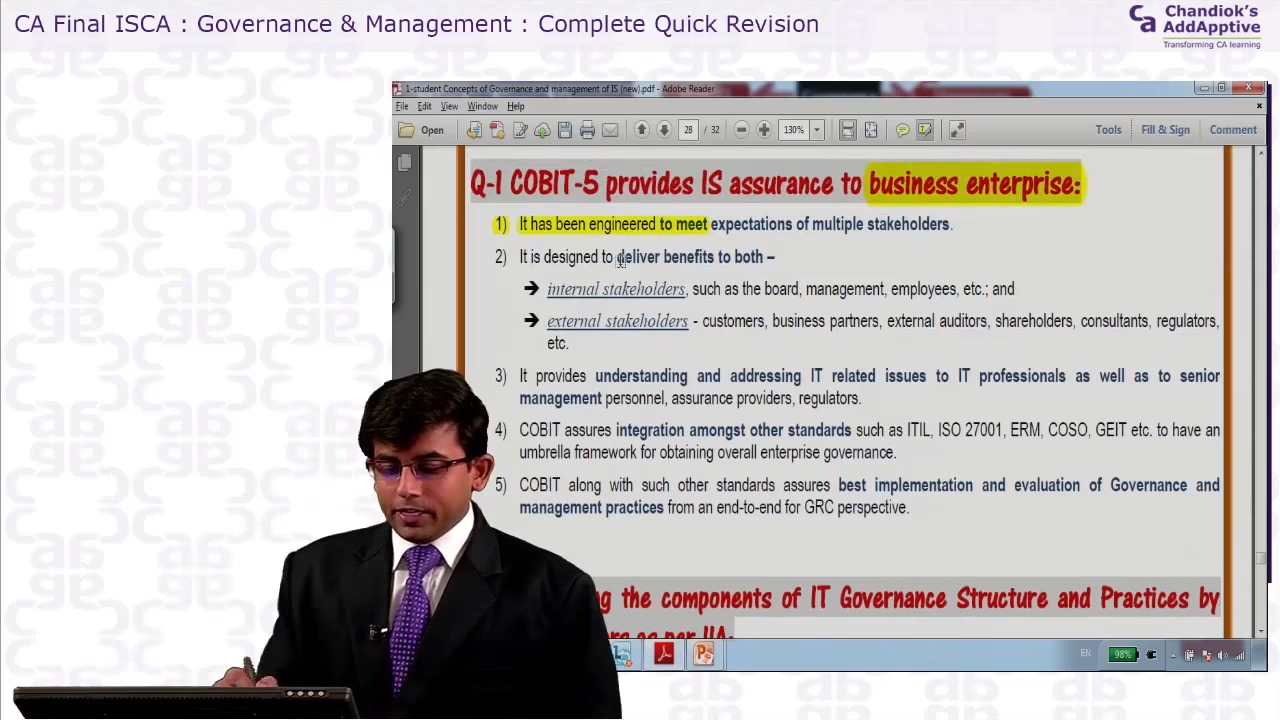 CA Final ISCA : Governance & Management : Complete Quick Revision
Ca
Chandiok's
AddApptive
Transforming CA learning
1-student Concepts of Governance and management of IS (new).pdf - Adobe Reader
File Edit View Window Help
Open 28 / 32 130% Tools Fill & Sign Comment
Q-1 COBIT-5 provides IS assurance to business enterprise:
1) It has been engineered to meet expectations of multiple stakeholders.
2) It is designed to deliver benefits to both –
➔ internal stakeholders, such as the board, management, employees, etc.; and
➔ external stakeholders - customers, business partners, external auditors, shareholders, consultants, regulators,
etc.
3) It provides understanding and addressing IT related issues to IT professionals as well as to senior
management personnel, assurance providers, regulators.
4) COBIT assures integration amongst other standards such as ITIL, ISO 27001, ERM, COSO, GEIT etc. to have an
umbrella framework for obtaining overall enterprise governance.
5) COBIT along with such other standards assures best implementation and evaluation of Governance and
management practices from an end-to-end for GRC perspective.
the components of IT Governance Structure and Practices by
as per IIA.
EN 98%